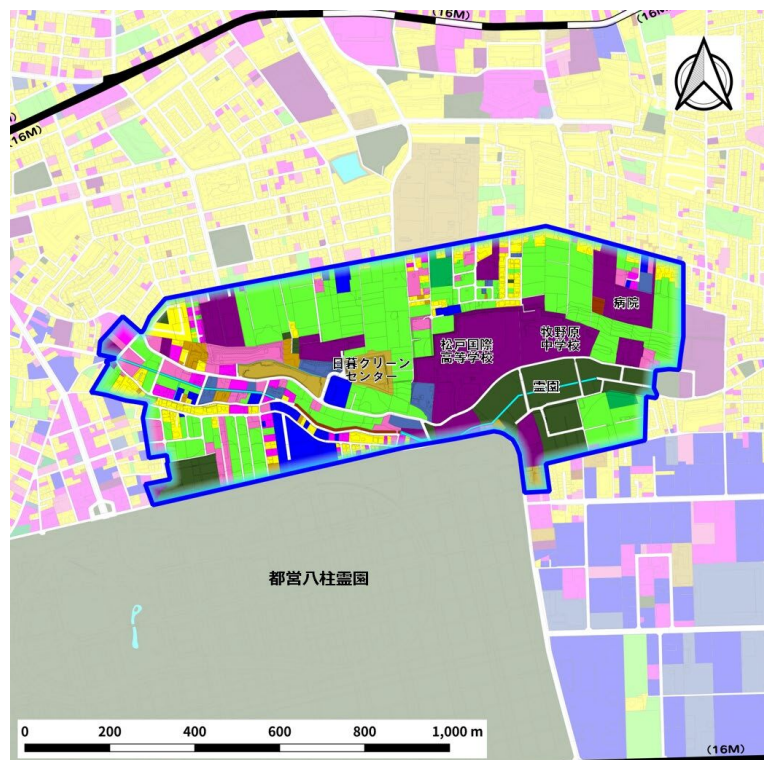 (16M)
(16M)
(16M)
病院
牧野原
中学校
松戸国際
高等学校
日暮クリーン
センター
霊園
都営八柱霊園
0 200 400 600 800 1,000 m
(16M)